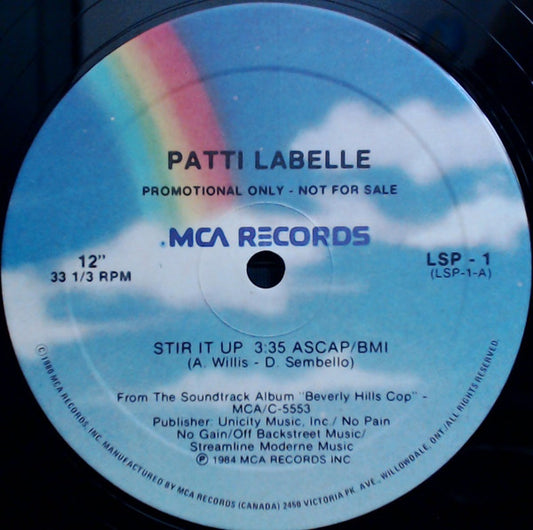 PATTI LABELLE
PROMOTIONAL ONLY - NOT FOR SALE
MCA RECORDS
12"
33 1/3 RPM
LSP - 1
(LSP-1-A)
STIR IT UP 3:35 ASCAP/BMI
(A. Willis - D. Sembello)
From The Soundtrack Album "Beverly Hills Cop" -
MCA/C-5553
Publisher: Unicity Music, Inc./ No Pain
No Gain/Off Backstreet Music/
Streamline Moderne Music
Ⓟ 1984 MCA RECORDS INC
© 1980 MCA RECORDS, INC. MANUFACTURED BY MCA RECORDS (CANADA) 2450 VICTORIA PK. AVE., WILLOWDALE, ONT./ALL RIGHTS RESERVED.